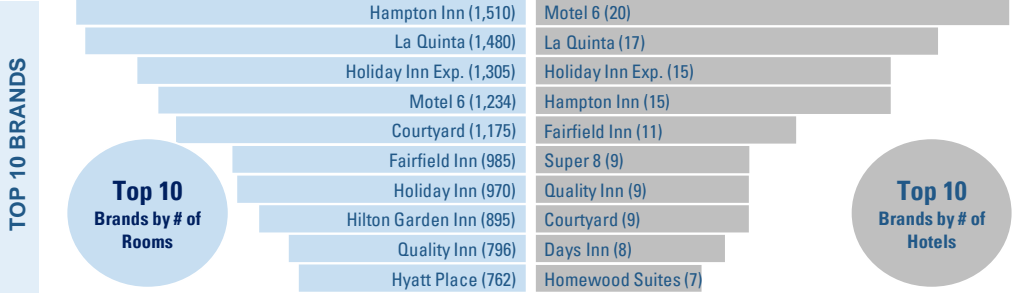 TOP 10 BRANDS
Hampton Inn (1,510)
La Quinta (1,480)
Holiday Inn Exp. (1,305)
Motel 6 (1,234)
Courtyard (1,175)
Fairfield Inn (985)
Holiday Inn (970)
Hilton Garden Inn (895)
Quality Inn (796)
Hyatt Place (762)
Top 10
Brands by # of
Rooms
Motel 6 (20)
La Quinta (17)
Holiday Inn Exp. (15)
Hampton Inn (15)
Fairfield Inn (11)
Super 8 (9)
Quality Inn (9)
Courtyard (9)
Days Inn (8)
Homewood Suites (7)
Top 10
Brands by # of
Hotels